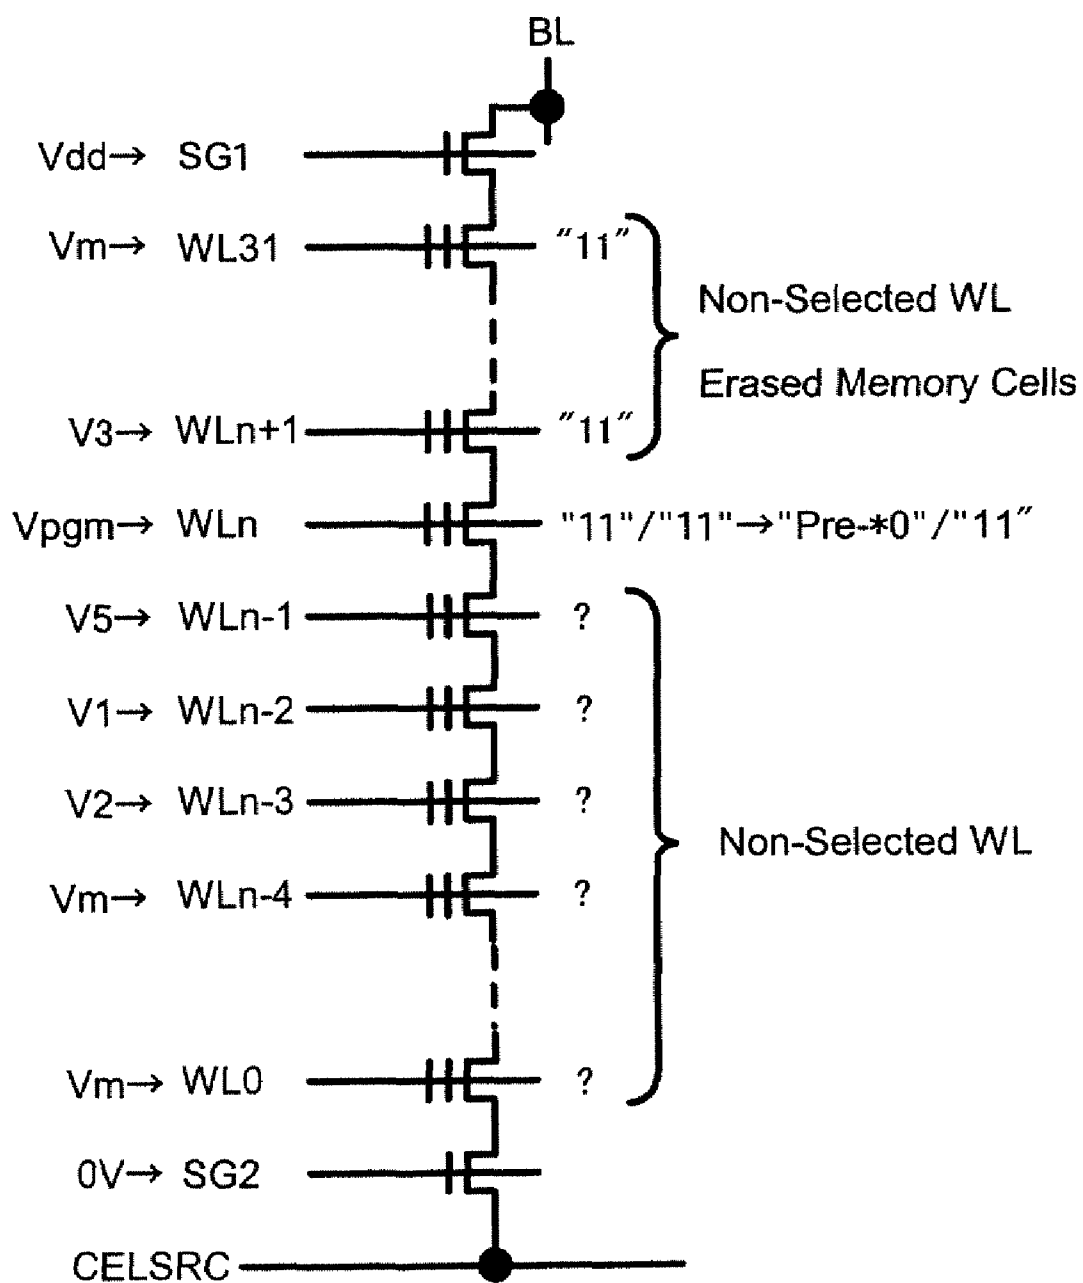 BL
Vdd→ SG1
Vm→ WL31 "11"
Non-Selected WL
Erased Memory Cells
V3→ WLn+1 "11"
Vpgm→ WLn "11"/"11"→"Pre-*0"/"11"
V5→ WLn-1 ?
V1→ WLn-2 ?
V2→ WLn-3 ?
Non-Selected WL
Vm→ WLn-4 ?
Vm→ WL0 ?
0V→ SG2
CELSRC